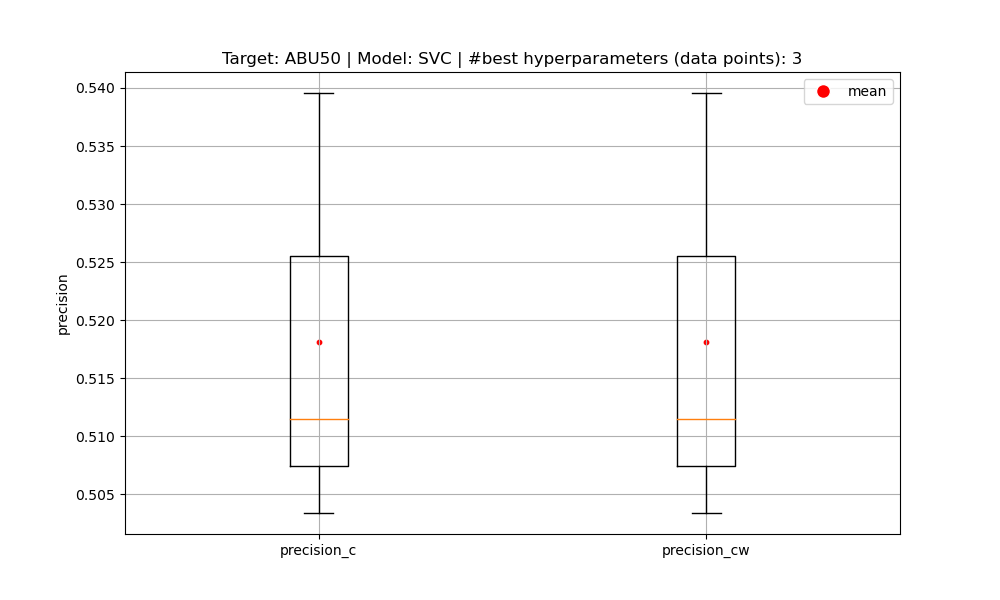 Target: ABU50 | Model: SVC | #best hyperparameters (data points): 3
mean
0.540
0.535
0.530
0.525
0.520
0.515
0.510
0.505
precision
precision_c
precision_cw